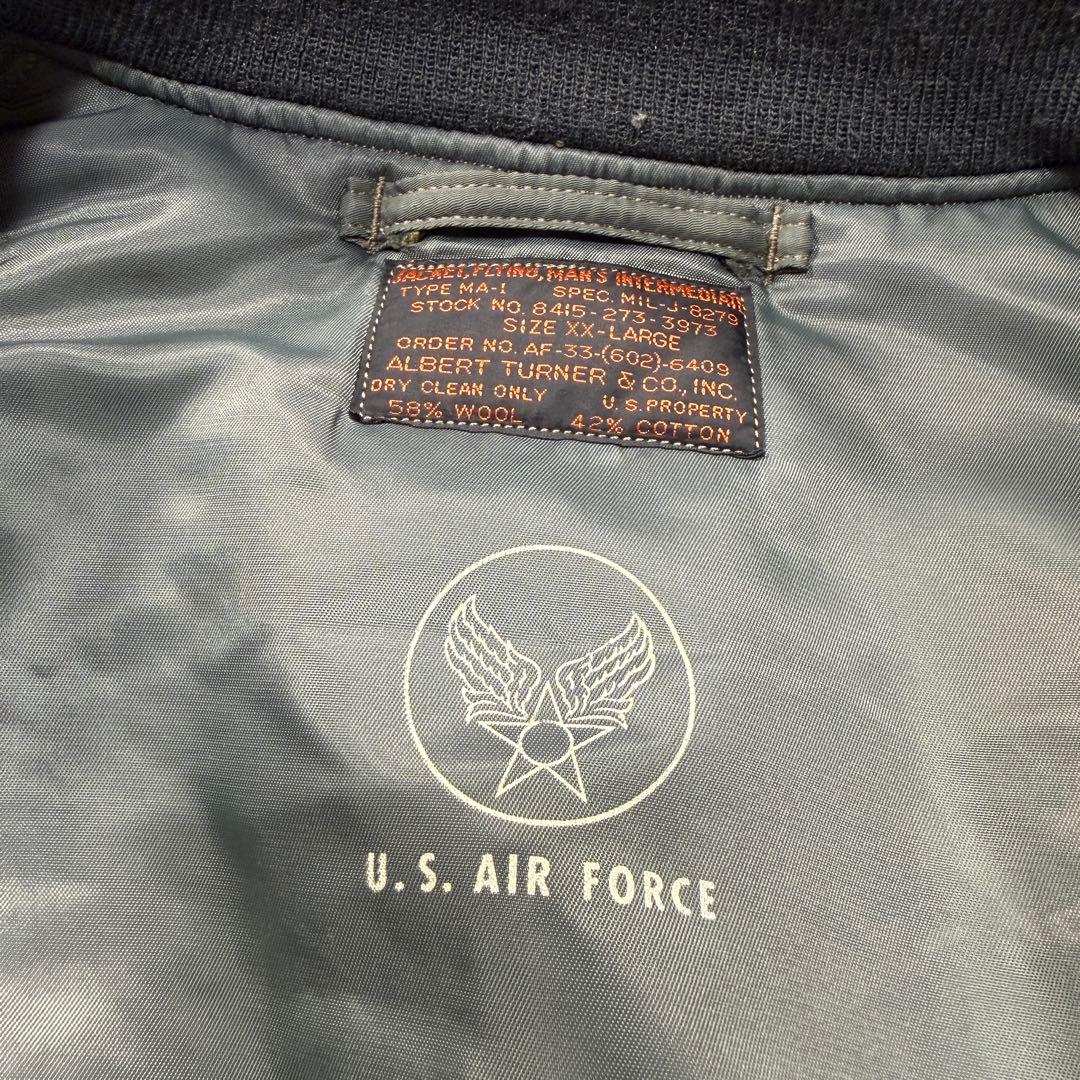 JACKET, FLYING, MAN'S INTERMEDIAN
TYPE MA-1 SPEC. MIL-J-8279
STOCK NO. 8415-273-3973
SIZE XX-LARGE
ORDER NO. AF-33-(602)-6409
ALBERT TURNER & CO., INC.
DRY CLEAN ONLY U.S. PROPERTY
58% WOOL 42% COTTON
U.S. AIR FORCE